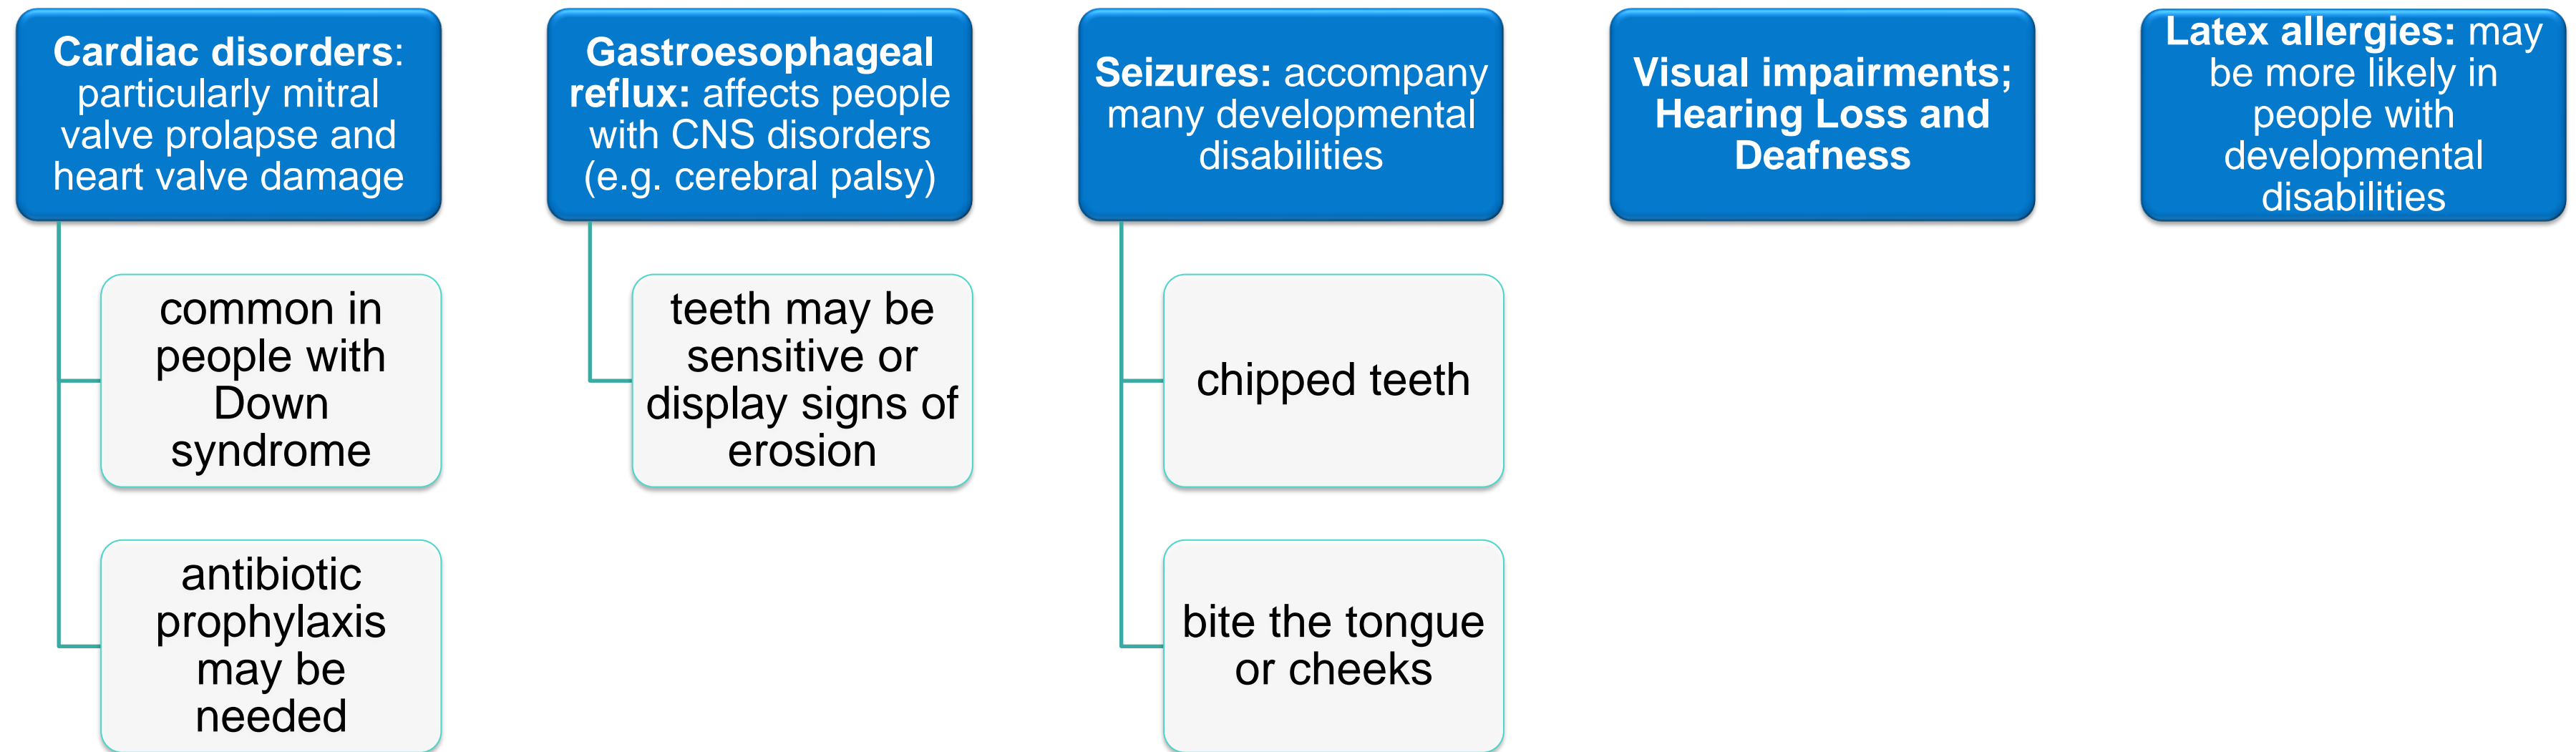 Cardiac disorders:
particularly mitral
valve prolapse and
heart valve damage
common in
people with
Down
syndrome
antibiotic
prophylaxis
may be
needed
Gastroesophageal
reflux: affects people
with CNS disorders
(e.g. cerebral palsy)
teeth may be
sensitive or
display signs of
erosion
Seizures: accompany
many developmental
disabilities
chipped teeth
bite the tongue
or cheeks
Visual impairments;
Hearing Loss and
Deafness
Latex allergies: may
be more likely in
people with
developmental
disabilities